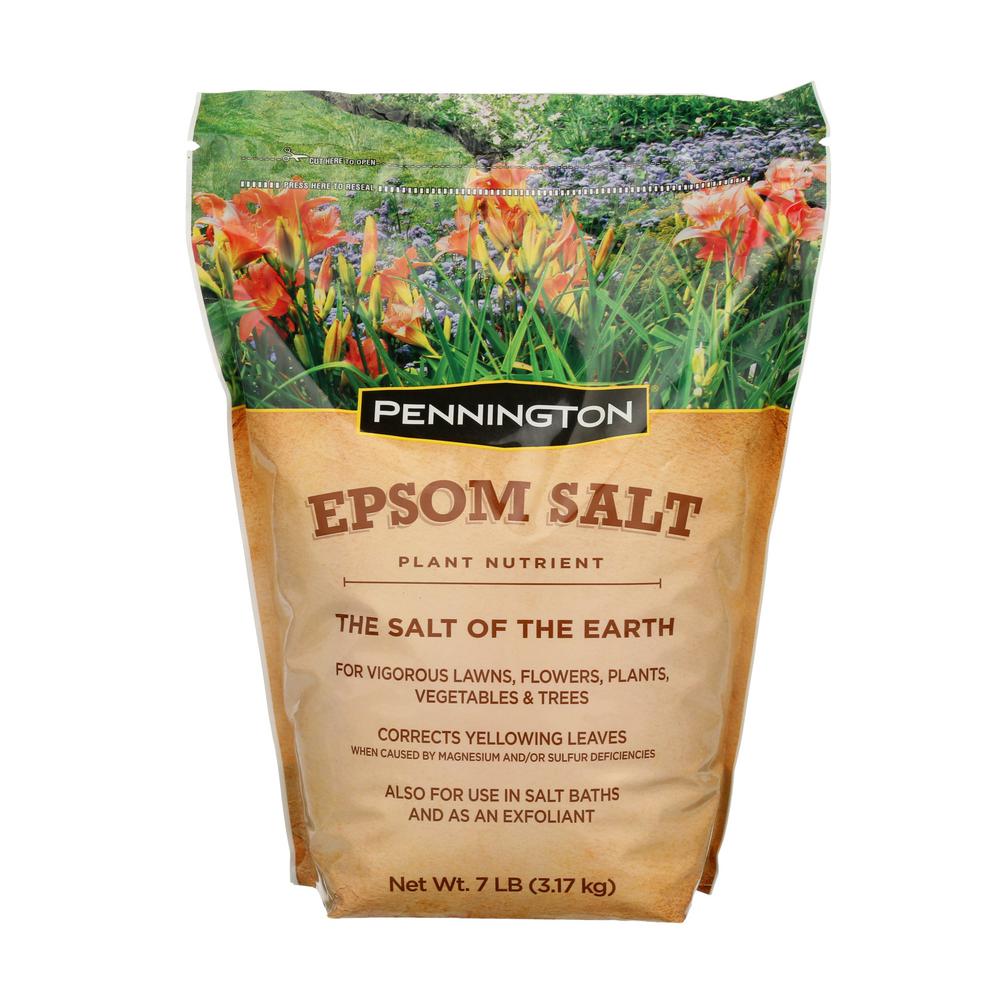 CUT HERE TO OPEN
PRESS HERE TO RESEAL
PENNINGTON®
EPSOM SALT
PLANT NUTRIENT
THE SALT OF THE EARTH
FOR VIGOROUS LAWNS, FLOWERS, PLANTS,
VEGETABLES & TREES
CORRECTS YELLOWING LEAVES
WHEN CAUSED BY MAGNESIUM AND/OR SULFUR DEFICIENCIES
ALSO FOR USE IN SALT BATHS
AND AS AN EXFOLIANT
Net Wt. 7 LB (3.17 kg)